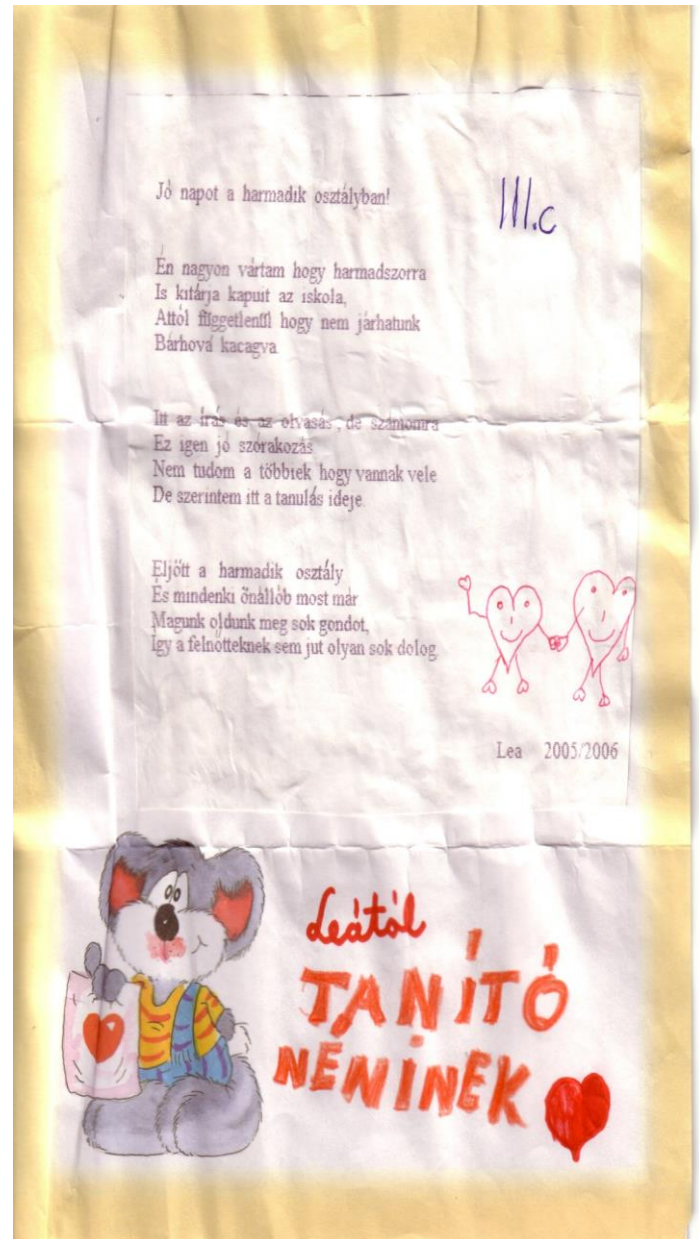 Jó napot a harmadik osztályban!
III.c
Én nagyon vártam hogy harmadszorra
Is kitárja kapuit az iskola,
Attól függetlenül hogy nem járhatunk
Bárhová kacagva.
Itt az írás és az olvasás , de számomra
Ez igen jó szórakozás
Nem tudom a többiek hogy vannak vele
De szerintem itt a tanulás ideje.
Eljött a harmadik osztály
És mindenki önállób most már
Magunk oldunk meg sok gondot,
Így a felnőtteknek sem jut olyan sok dolog.
Lea 2005/2006
Leától
TANÍTÓ
NÉNINEK